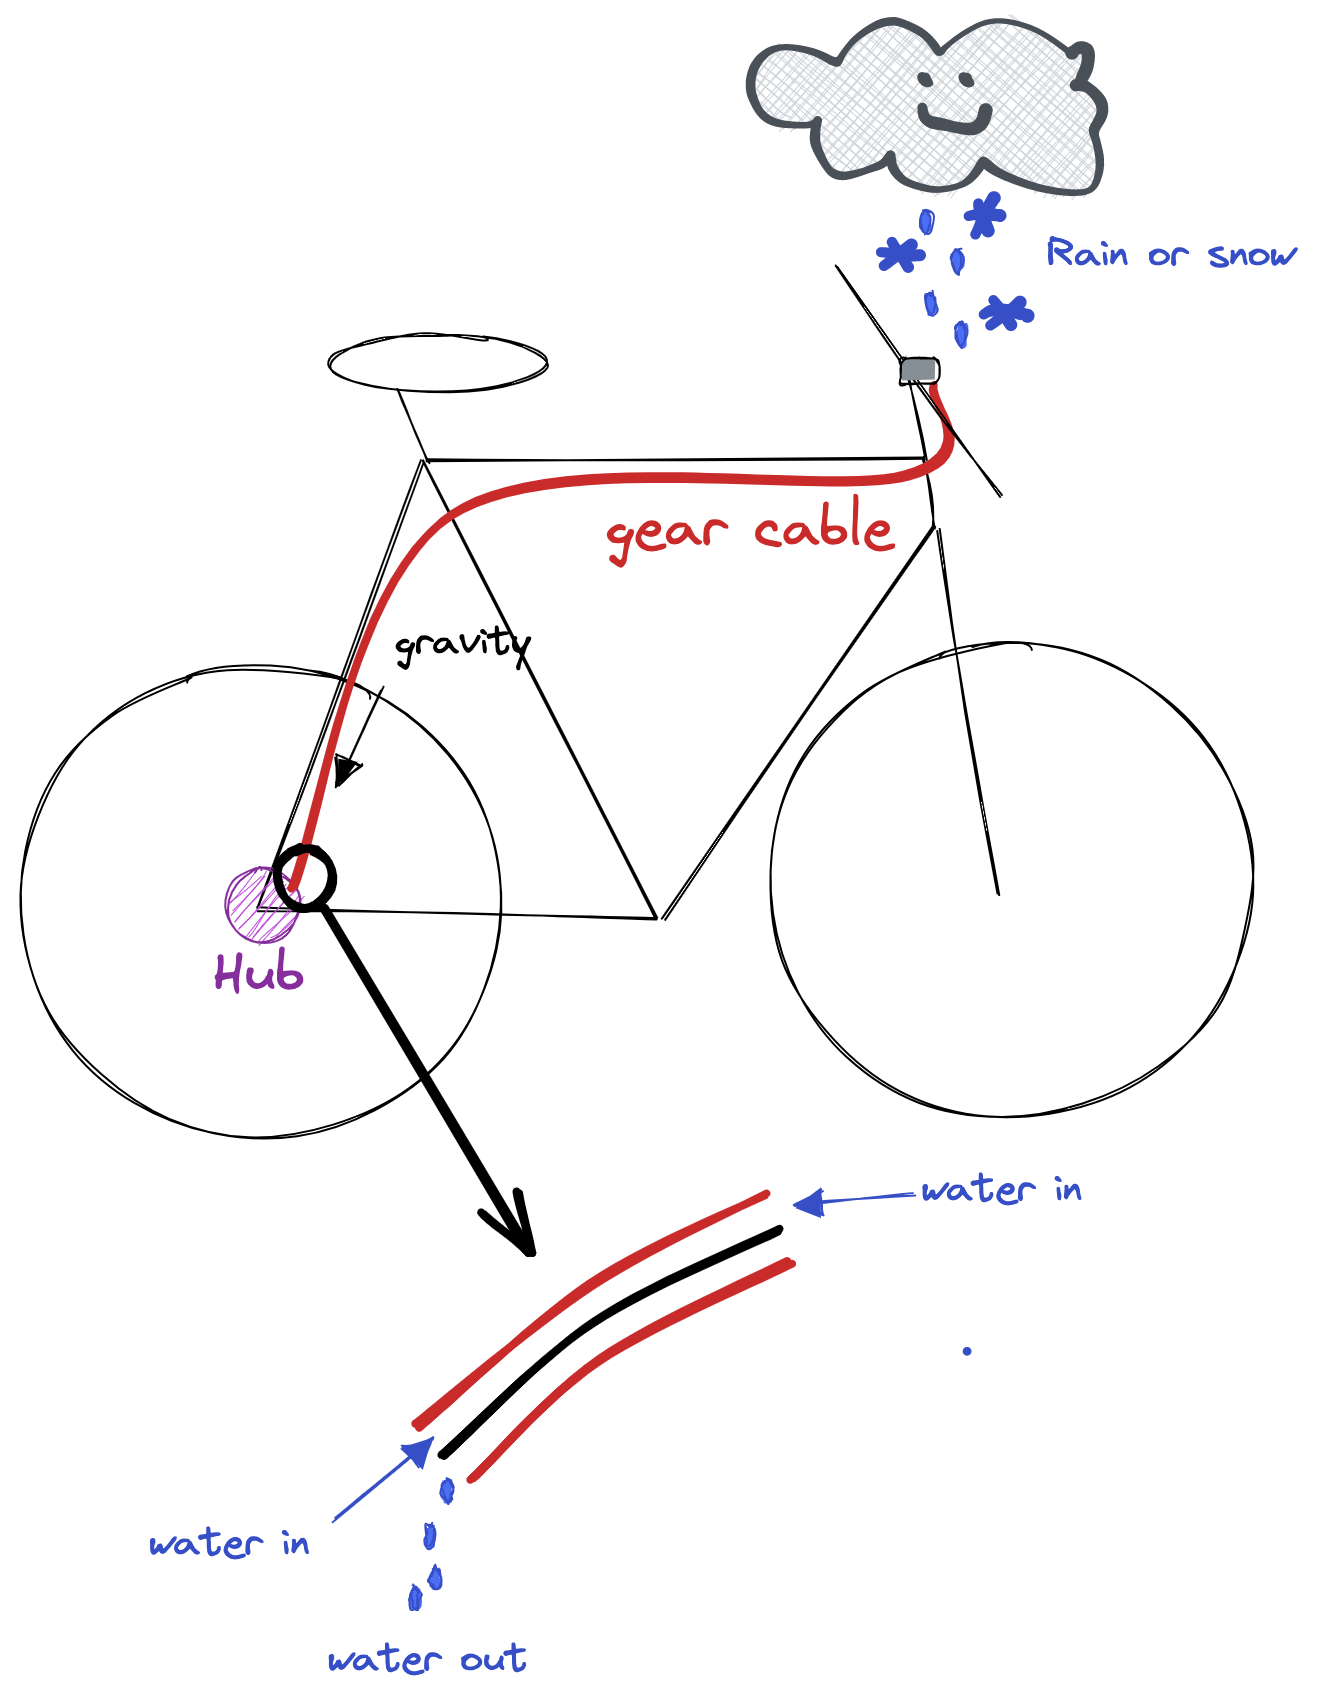 Rain or snow
gear cable
gravity
Hub
water in
water in
water out